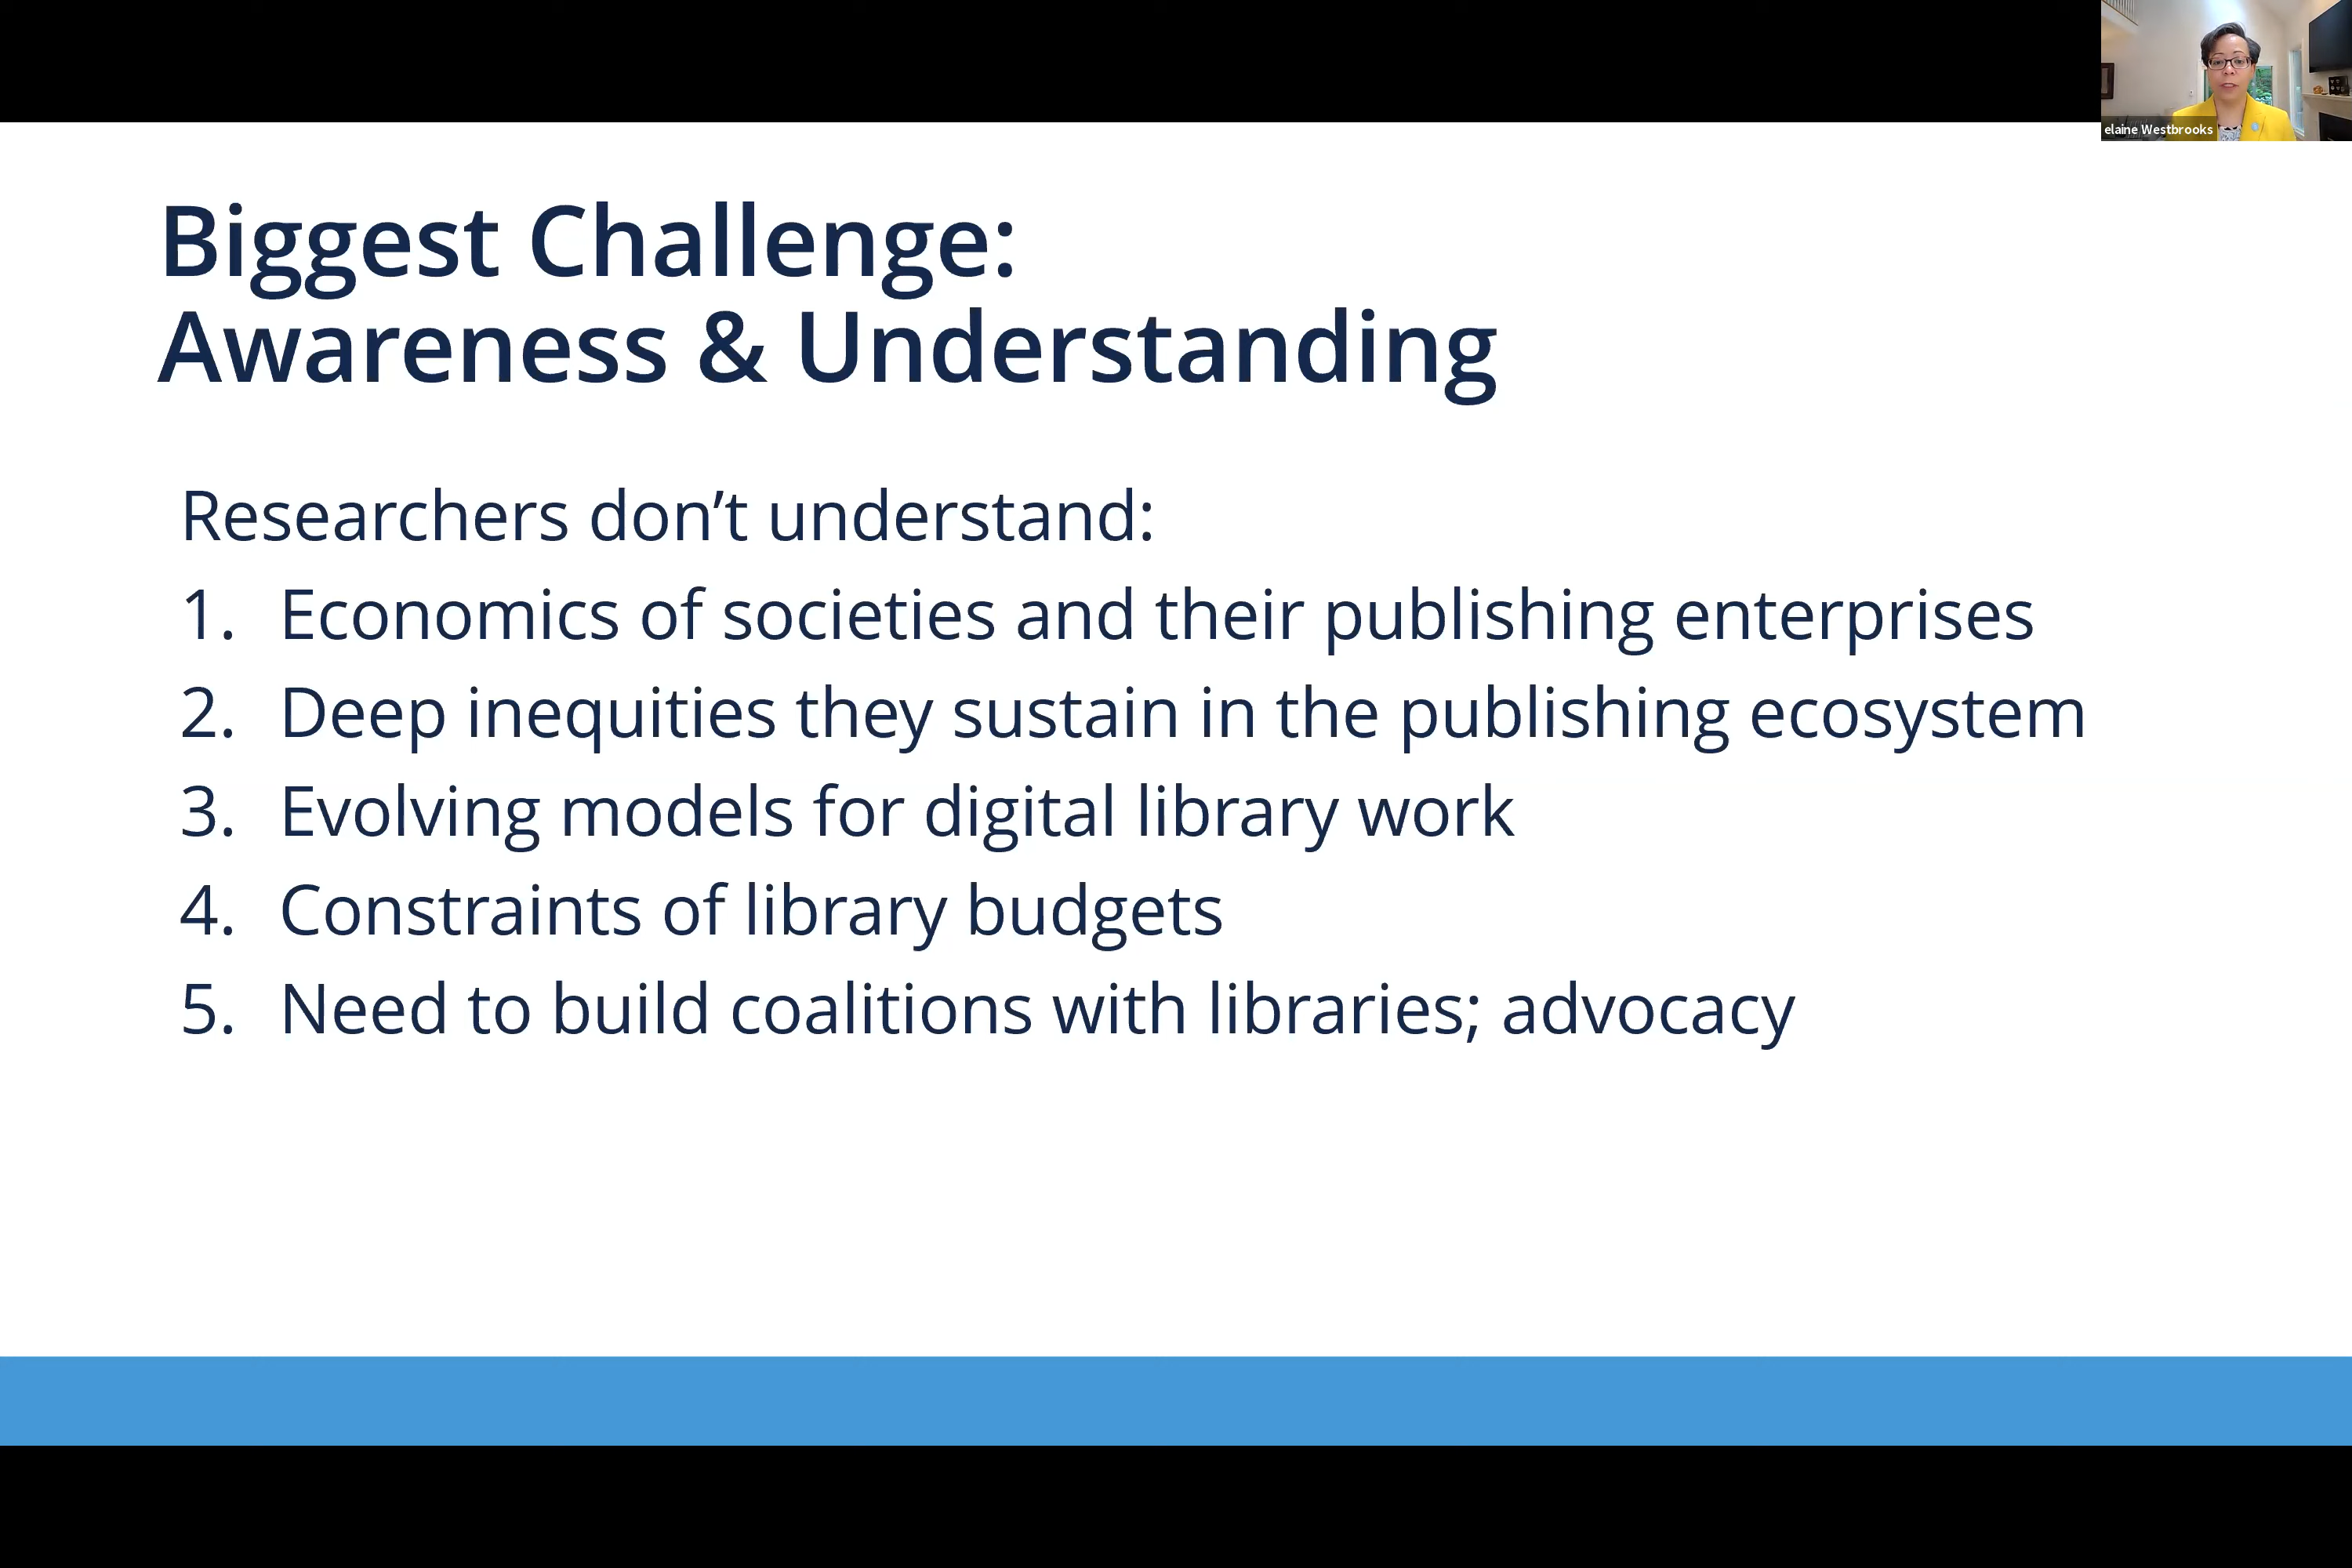 elaine Westbrooks
Biggest Challenge:
Awareness & Understanding
Researchers don’t understand:
1. Economics of societies and their publishing enterprises
2. Deep inequities they sustain in the publishing ecosystem
3. Evolving models for digital library work
4. Constraints of library budgets
5. Need to build coalitions with libraries; advocacy